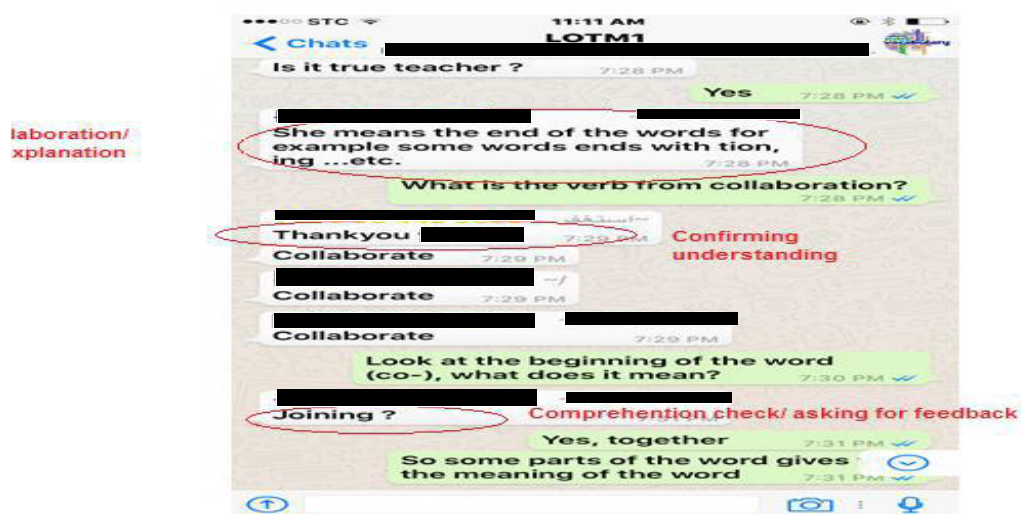 STC 11:11 AM
Chats LOTM1
Is it true teacher ? 7:28 PM
Yes 7:28 PM
laboration/
xplanation
She means the end of the words for
example some words ends with tion,
ing ...etc. 7:28 PM
What is the verb from collaboration?
7:28 PM
Thankyou 7:29 PM
Confirming
understanding
Collaborate 7:29 PM
~/
Collaborate 7:29 PM
Collaborate 7:29 PM
Look at the beginning of the word
(co-), what does it mean? 7:30 PM
Joining ?
Comprehention check/ asking for feedback
Yes, together 7:31 PM
So some parts of the word gives
the meaning of the word 7:31 PM